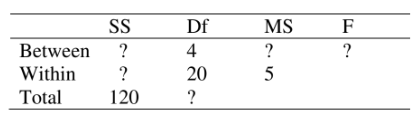 SS Df MS F
Between ? 4 ? ?
Within ? 20 5
Total 120 ?